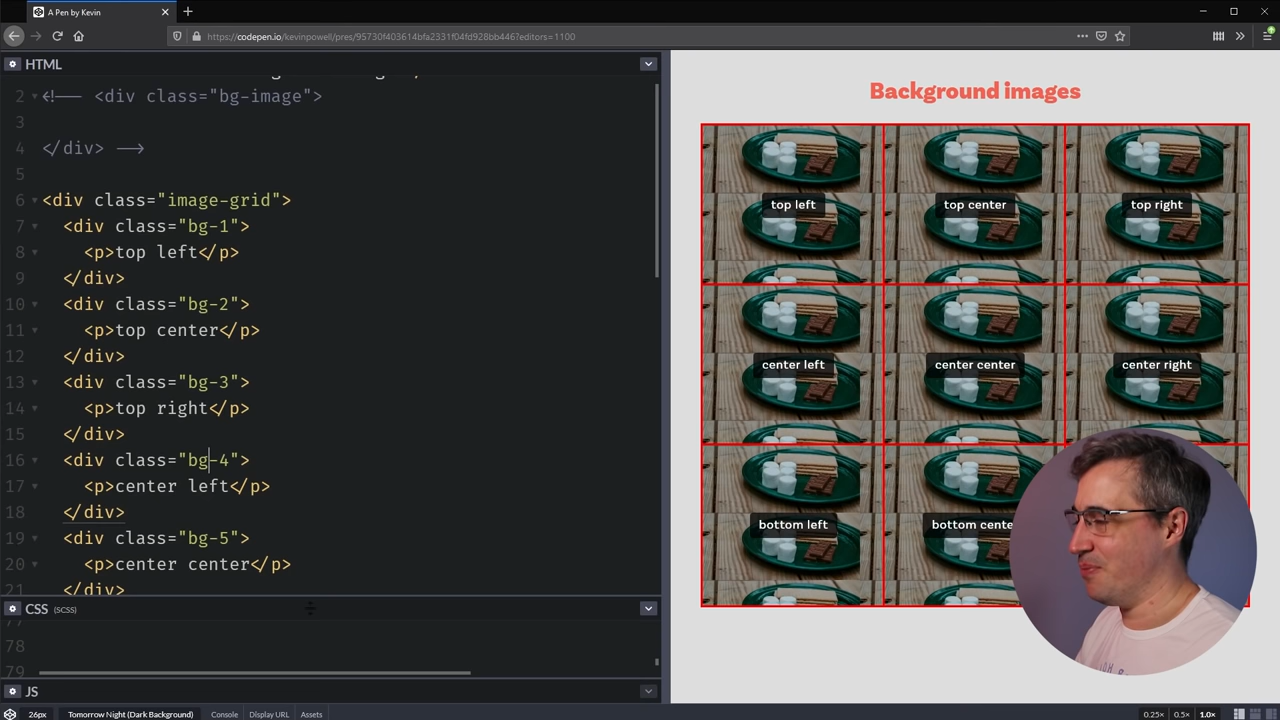 A Pen by Kevin
https://codepen.io/kevinpowell/pres/95730f403614bfa2331f04fd928bb446?editors=1100
HTML
2 <!-- <div class="bg-image">
3
4 </div> -->
5
6 <div class="image-grid">
7 <div class="bg-1">
8 <p>top left</p>
9 </div>
10 <div class="bg-2">
11 <p>top center</p>
12 </div>
13 <div class="bg-3">
14 <p>top right</p>
15 </div>
16 <div class="bg-4">
17 <p>center left</p>
18 </div>
19 <div class="bg-5">
20 <p>center center</p>
21 </div>
CSS (SCSS)
77
78
79
JS
26px Tomorrow Night (Dark Background) Console Display URL Assets
Background images
top left top center top right
center left center center center right
bottom left bottom cente
0.25× 0.5× 1.0×